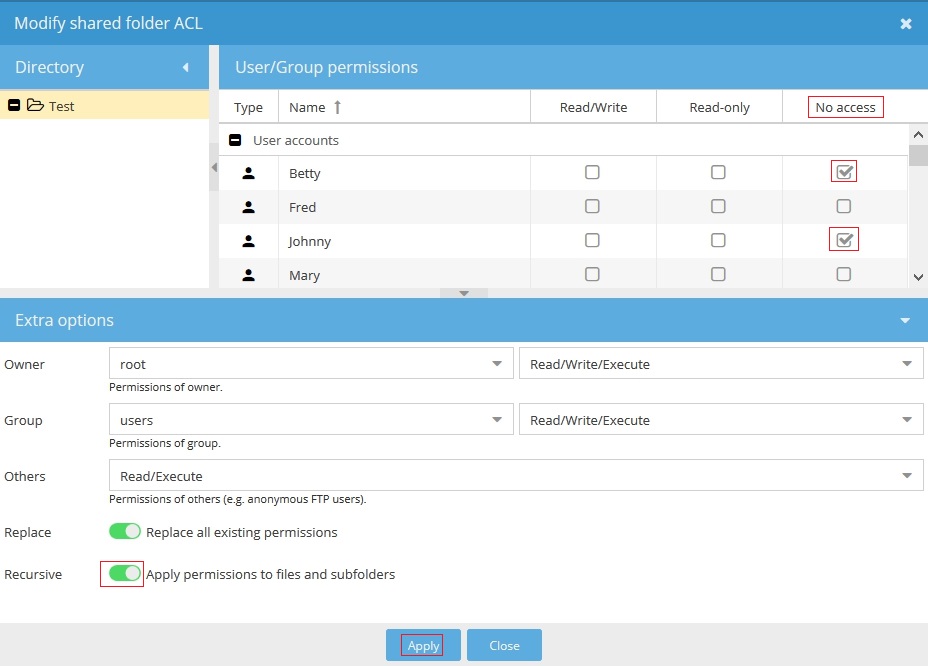 Modify shared folder ACL
Directory
User/Group permissions
Test
Type Name Read/Write Read-only No access
User accounts
Betty
Fred
Johnny
Mary
Extra options
Owner root Read/Write/Execute
Permissions of owner.
Group users Read/Write/Execute
Permissions of group.
Others Read/Execute
Permissions of others (e.g. anonymous FTP users).
Replace Replace all existing permissions
Recursive Apply permissions to files and subfolders
Apply Close